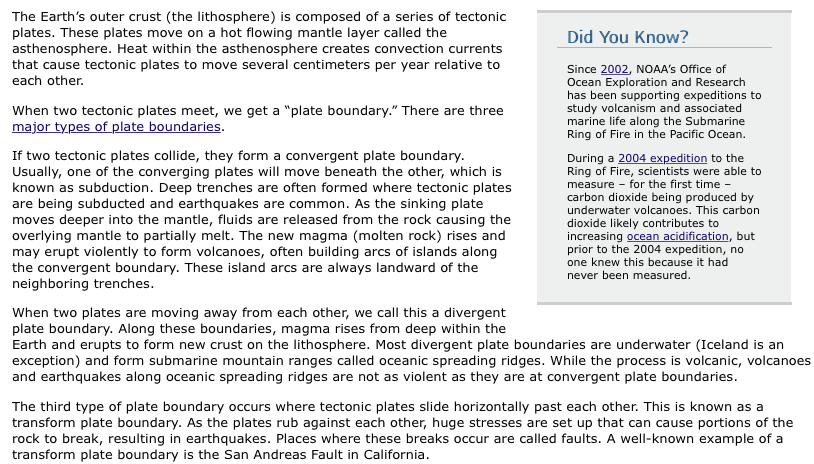 The Earth's outer crust (the lithosphere) is composed of a series of tectonic
plates. These plates move on a hot flowing mantle layer called the
asthenosphere. Heat within the asthenosphere creates convection currents
that cause tectonic plates to move several centimeters per year relative to
each other.
When two tectonic plates meet, we get a “plate boundary.” There are three
major types of plate boundaries.
If two tectonic plates collide, they form a convergent plate boundary.
Usually, one of the converging plates will move beneath the other, which is
known as subduction. Deep trenches are often formed where tectonic plates
are being subducted and earthquakes are common. As the sinking plate
moves deeper into the mantle, fluids are released from the rock causing the
overlying mantle to partially melt. The new magma (molten rock) rises and
may erupt violently to form volcanoes, often building arcs of islands along
the convergent boundary. These island arcs are always landward of the
neighboring trenches.
When two plates are moving away from each other, we call this a divergent
plate boundary. Along these boundaries, magma rises from deep within the
Earth and erupts to form new crust on the lithosphere. Most divergent plate boundaries are underwater (Iceland is an
exception) and form submarine mountain ranges called oceanic spreading ridges. While the process is volcanic, volcanoes
and earthquakes along oceanic spreading ridges are not as violent as they are at convergent plate boundaries.
The third type of plate boundary occurs where tectonic plates slide horizontally past each other. This is known as a
transform plate boundary. As the plates rub against each other, huge stresses are set up that can cause portions of the
rock to break, resulting in earthquakes. Places where these breaks occur are called faults. A well-known example of a
transform plate boundary is the San Andreas Fault in California.
Did You Know?
Since 2002, NOAA's Office of
Ocean Exploration and Research
has been supporting expeditions to
study volcanism and associated
marine life along the Submarine
Ring of Fire in the Pacific Ocean.
During a 2004 expedition to the
Ring of Fire, scientists were able to
measure – for the first time –
carbon dioxide being produced by
underwater volcanoes. This carbon
dioxide likely contributes to
increasing ocean acidification, but
prior to the 2004 expedition, no
one knew this because it had
never been measured.